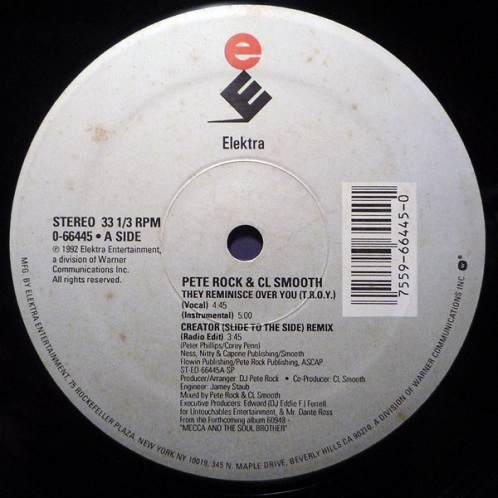 e
E
Elektra
STEREO 33 1/3 RPM
0-66445 • A SIDE
℗ 1992 Elektra Entertainment,
a division of Warner
Communications Inc.
All rights reserved.
7559-66445-0
PETE ROCK & CL SMOOTH
THEY REMINISCE OVER YOU (T.R.O.Y.)
(Vocal) 4:45
(Instrumental) 5:00
CREATOR (SLIDE TO THE SIDE) REMIX
(Radio Edit) 3:45
(Peter Phillips/Corey Penn)
Ness, Nitty & Capone Publishing/Smooth
Flowin Publishing/Pete Rock Publishing, ASCAP
ST-ED 66445A-SP
Producer/Arranger: DJ Pete Rock • Co-Producer: CL Smooth
Engineer: Jamey Staub
Mixed by Pete Rock & CL Smooth
Executive Producers: Edward (DJ Eddie F.) Ferrell
for Untouchables Entertainment, & Mr. Dante Ross
From the Forthcoming album 60948 -
"MECCA AND THE SOUL BROTHER"
MFG. BY ELEKTRA ENTERTAINMENT, 75 ROCKEFELLER PLAZA, NEW YORK NY 10019, 345 N. MAPLE DRIVE, BEVERLY HILLS CA 90210, A DIVISION OF WARNER COMMUNICATIONS INC.